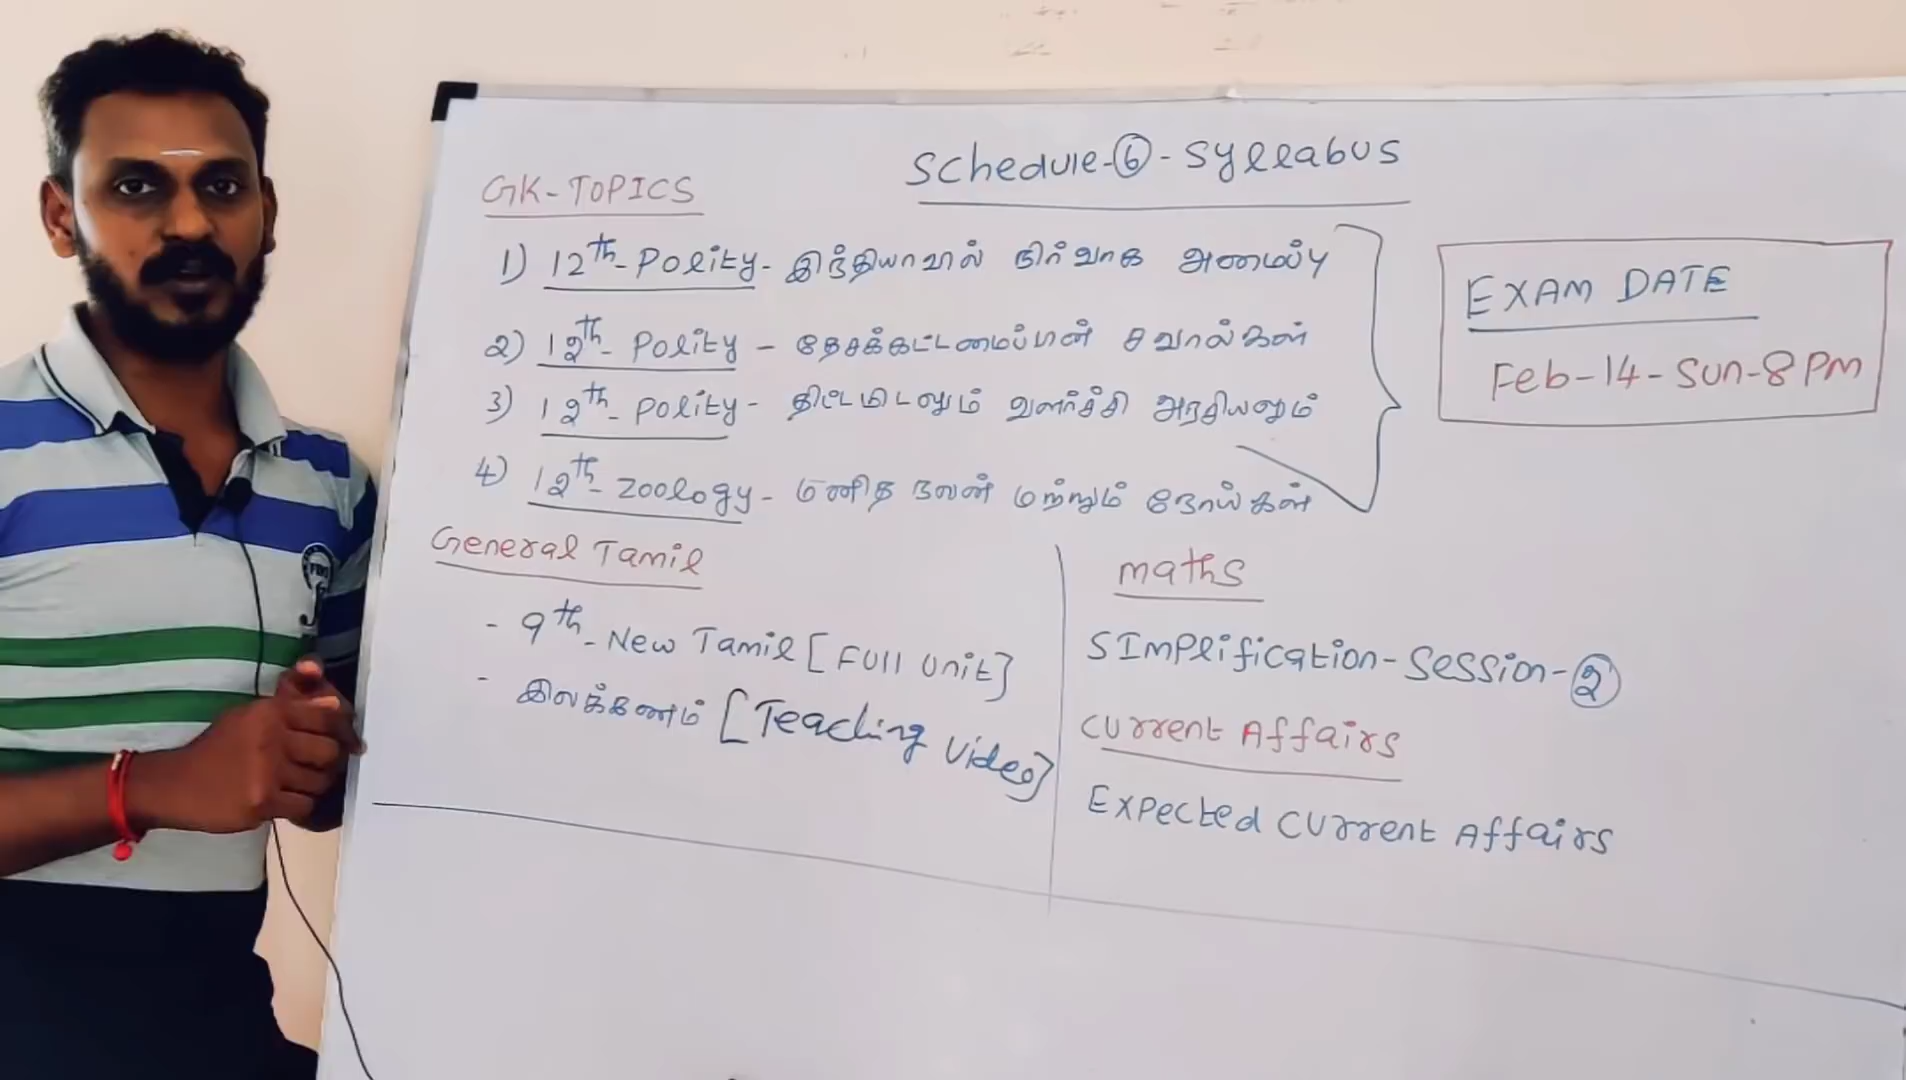 Schedule-6-Syllabus
GK-TOPICS
1) 12th-Polity- இந்தியாவில் நிர்வாக அமைப்பு
2) 12th- Polity - தேசக்கட்டமைப்பின் சவால்கள்
3) 12th- Polity- திட்டமிடலும் வளர்ச்சி அரசியலும்
4) 12th- Zoology- மனித நலன் மற்றும் நோய்கள்
EXAM DATE
Feb-14-Sun-8PM
General Tamil
- 9th-New Tamil [Full Unit]
- இலக்கணம் [Teaching Video]
Maths
SImplification-Session-2
Current Affairs
Expected Current Affairs